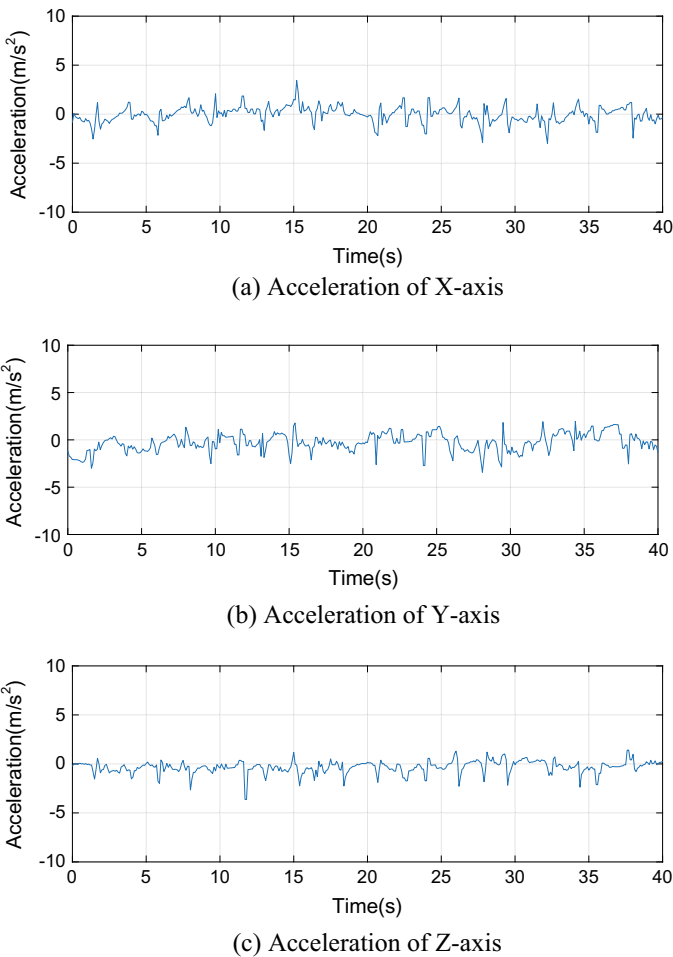 10
5
0
-5
-10
Acceleration(m/s2)
0 5 10 15 20 25 30 35 40
Time(s)
(a) Acceleration of X-axis
10
5
0
-5
-10
Acceleration(m/s2)
0 5 10 15 20 25 30 35 40
Time(s)
(b) Acceleration of Y-axis
10
5
0
-5
-10
Acceleration(m/s2)
0 5 10 15 20 25 30 35 40
Time(s)
(c) Acceleration of Z-axis